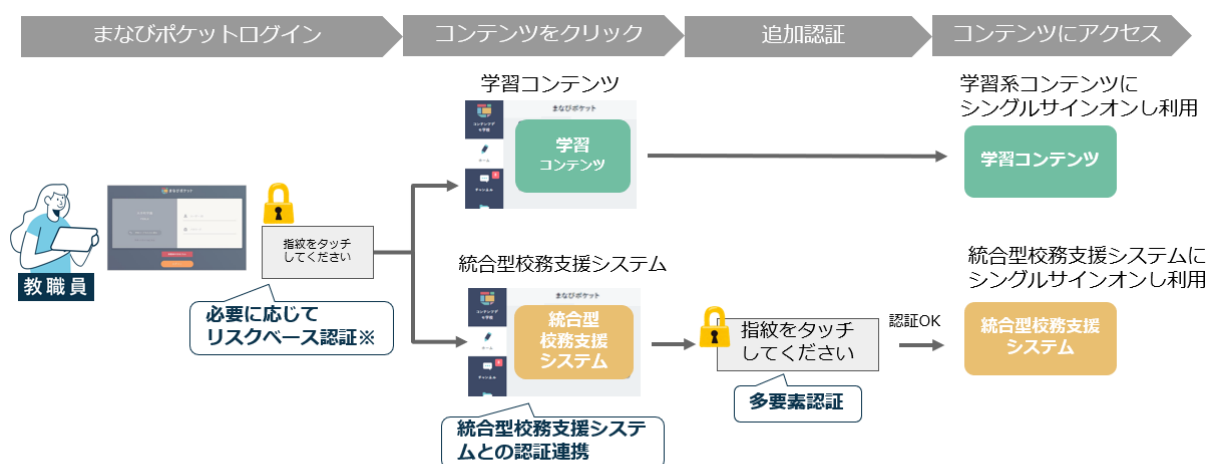 まなびポケットログイン
コンテンツをクリック
追加認証
コンテンツにアクセス
学習コンテンツ
学習系コンテンツに
シングルサインオンし利用
まなびポケット
学習
コンテンツ
学習コンテンツ
まなびポケット
指紋をタッチ
してください
教職員
必要に応じて
リスクベース認証※
統合型校務支援システム
まなびポケット
統合型
校務支援
システム
指紋をタッチ
してください
認証OK
統合型校務支援システムに
シングルサインオンし利用
統合型校務支援
システム
多要素認証
統合型校務支援システ
ムとの認証連携